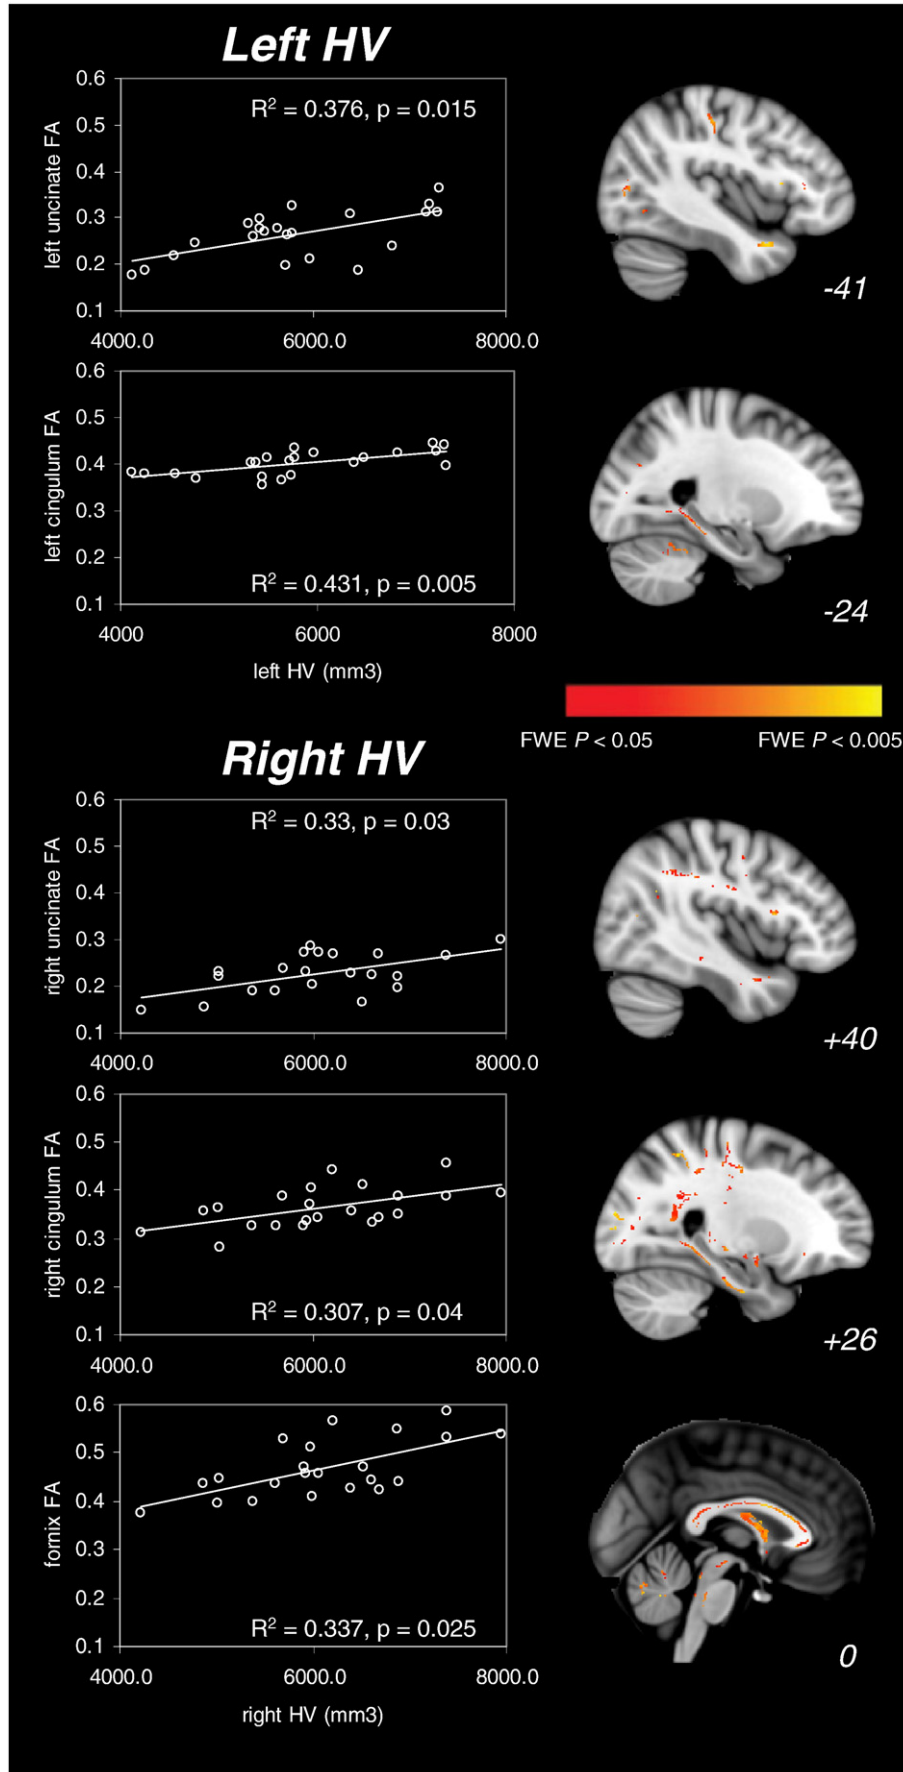 Left HV
0.6
0.5
0.4
0.3
0.2
0.1
left uncinate FA
R² = 0.376, p = 0.015
4000.0 6000.0 8000.0
-41
0.6
0.5
0.4
0.3
0.2
0.1
left cingulum FA
R² = 0.431, p = 0.005
4000 6000 8000
left HV (mm3)
-24
FWE P < 0.05 FWE P < 0.005
Right HV
0.6
0.5
0.4
0.3
0.2
0.1
right uncinate FA
R² = 0.33, p = 0.03
4000.0 6000.0 8000.0
+40
0.6
0.5
0.4
0.3
0.2
0.1
right cingulum FA
R² = 0.307, p = 0.04
4000.0 6000.0 8000.0
+26
0.6
0.5
0.4
0.3
0.2
0.1
fornix FA
R² = 0.337, p = 0.025
4000.0 6000.0 8000.0
right HV (mm3)
0